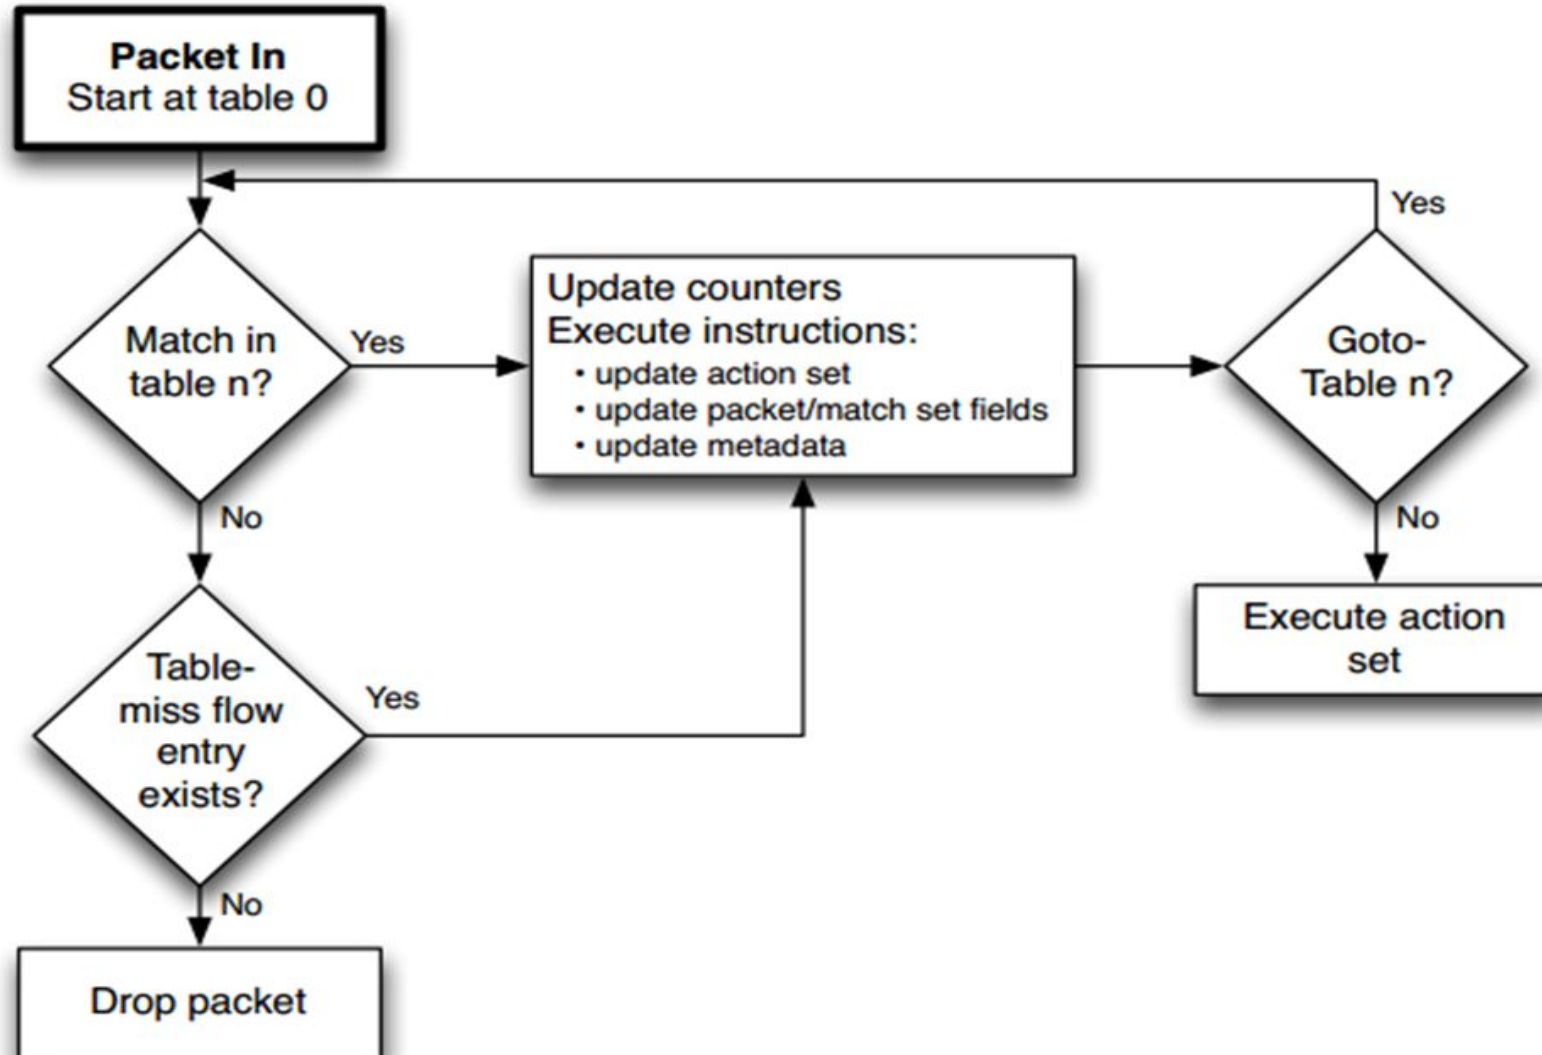 Packet In
Start at table 0
Yes
Match in
table n?
Yes
Update counters
Execute instructions:
• update action set
• update packet/match set fields
• update metadata
Goto-
Table n?
No
No
Execute action
set
Table-
miss flow
entry
exists?
Yes
No
Drop packet